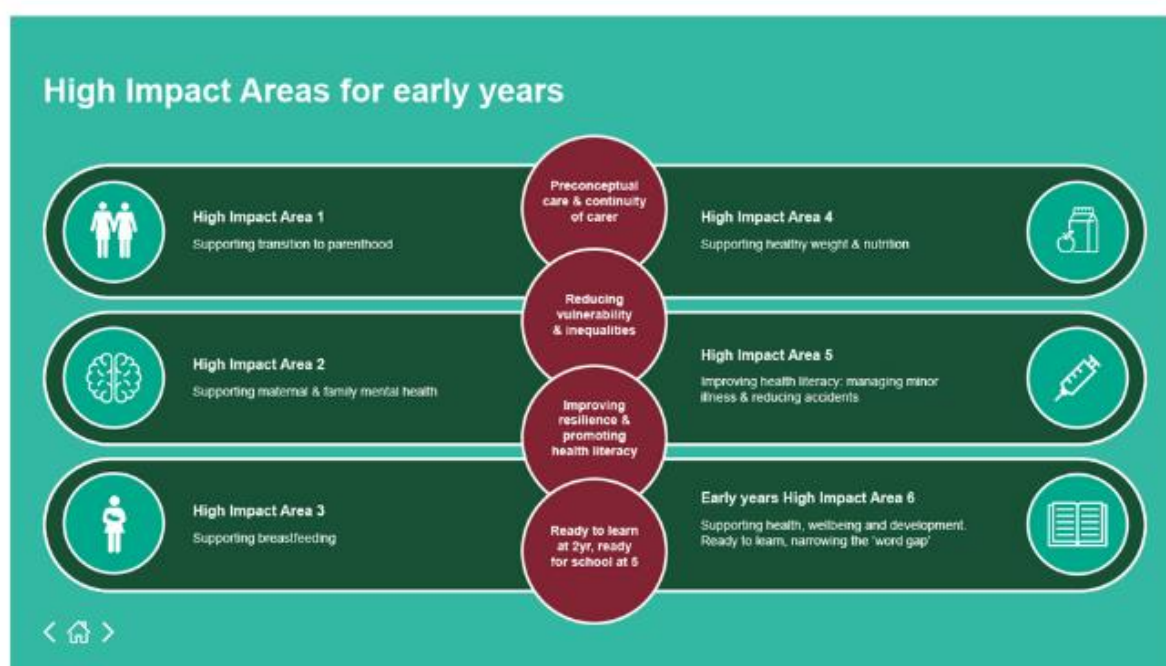 High Impact Areas for early years
High Impact Area 1
Supporting transition to parenthood
High Impact Area 2
Supporting maternal & family mental health
High Impact Area 3
Supporting breastfeeding
Preconceptual
care & continuity
of carer
Reducing
vulnerability
& inequalities
Improving
resilience &
promoting
health literacy
Ready to learn
at 2yr, ready
for school at 5
High Impact Area 4
Supporting healthy weight & nutrition
High Impact Area 5
Improving health literacy: managing minor
illness & reducing accidents
Early years High Impact Area 6
Supporting health, wellbeing and development.
Ready to learn, narrowing the 'word gap'